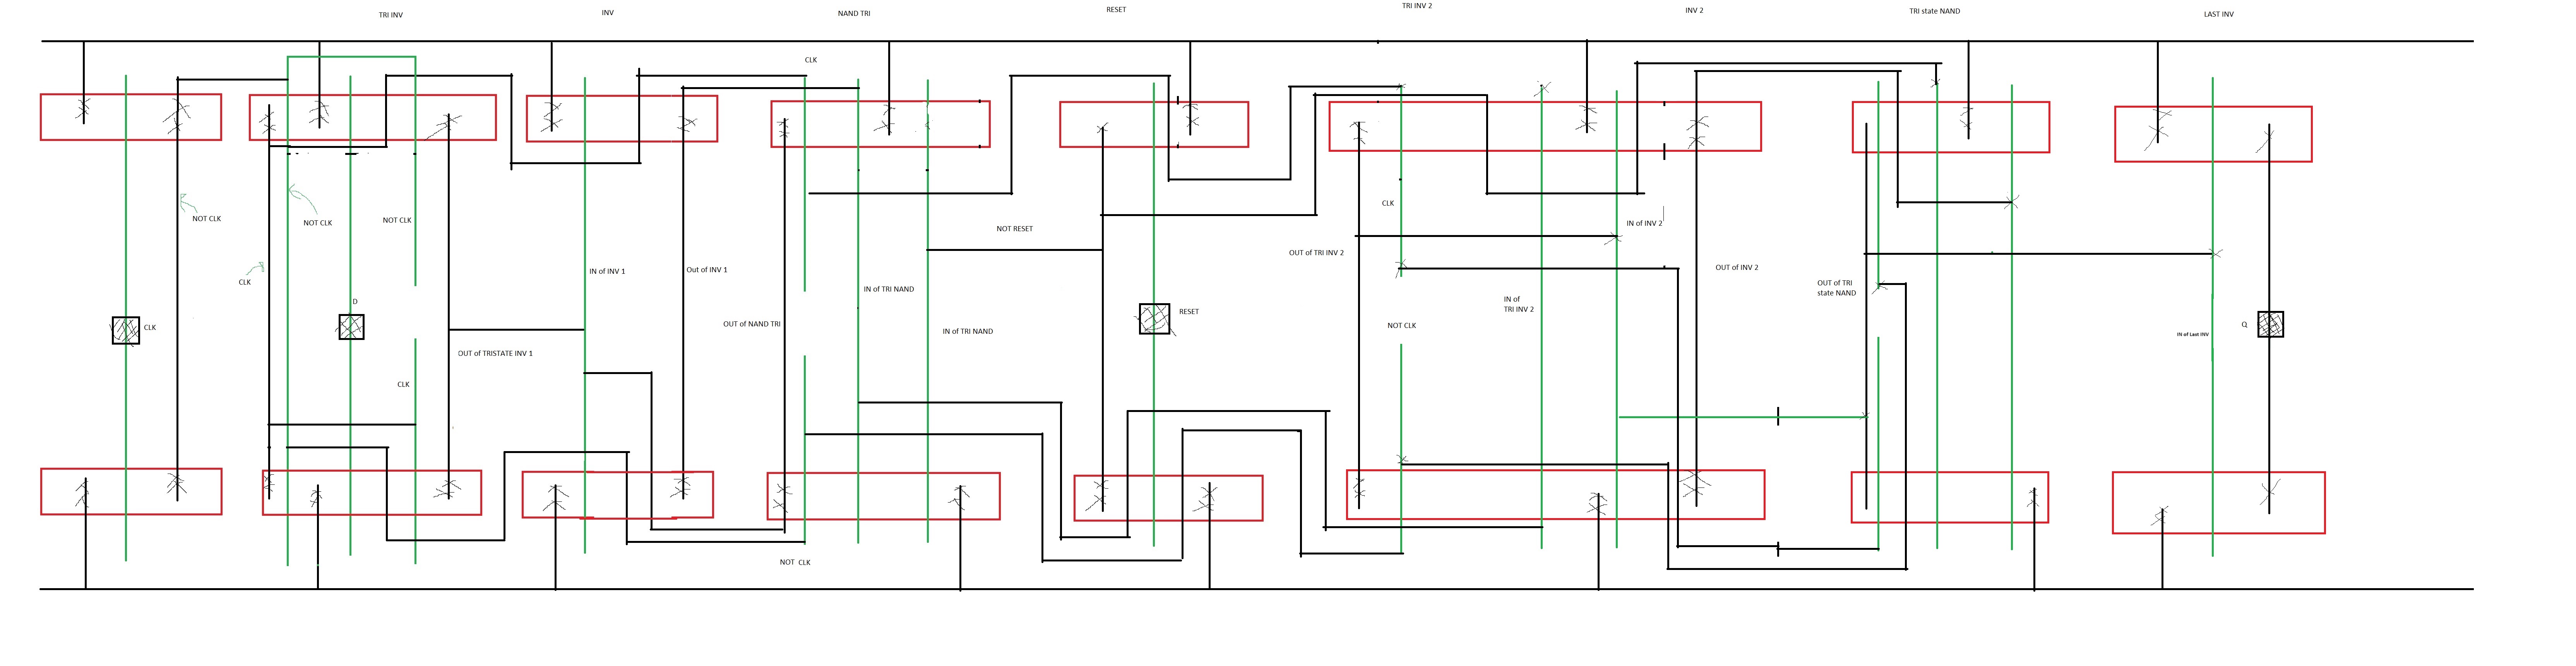 TRI INV
INV
NAND TRI
RESET
TRI INV 2
INV 2
TRI state NAND
LAST INV
CLK
NOT CLK
NOT CLK
NOT CLK
CLK
IN of INV 2
NOT RESET
OUT of TRI INV 2
CLK
IN of INV 1
Out of INV 1
OUT of INV 2
IN of TRI NAND
OUT of TRI
state NAND
D
IN of
TRI INV 2
RESET
CLK
OUT of NAND TRI
IN of TRI NAND
NOT CLK
Q
IN of Last INV
OUT of TRISTATE INV 1
CLK
NOT CLK